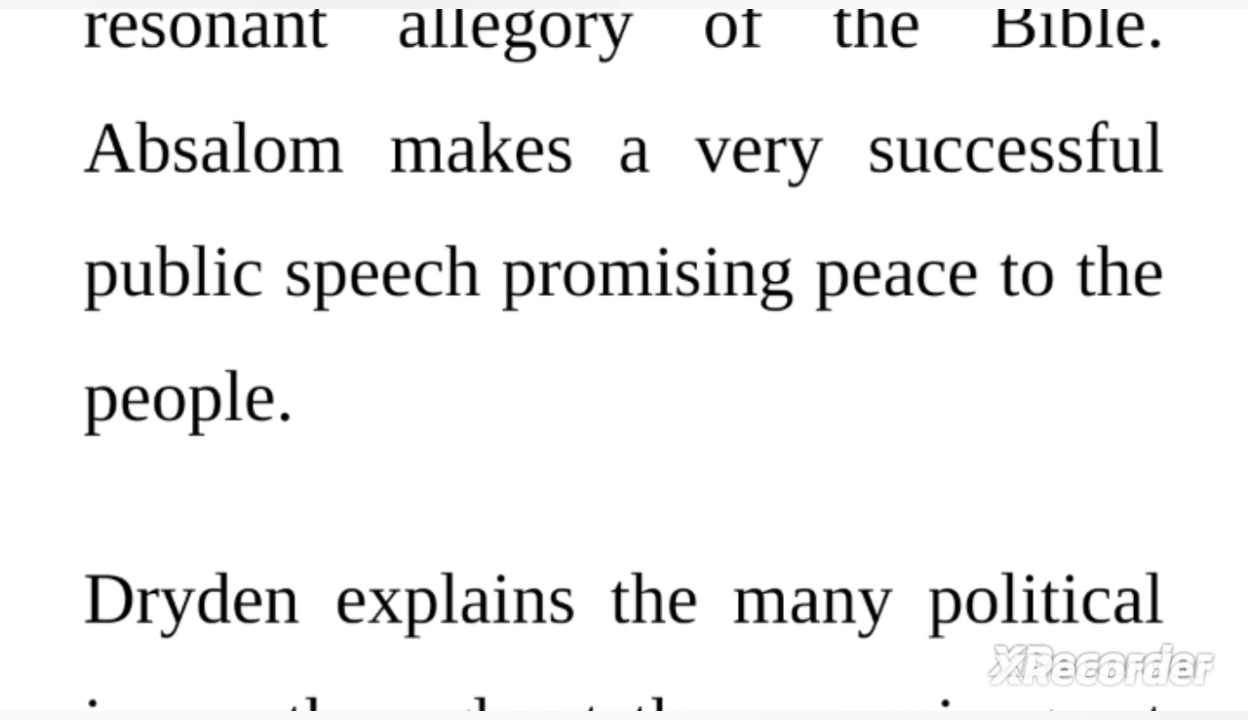 resonant allegory of the Bible.
Absalom makes a very successful
public speech promising peace to the
people.
Dryden explains the many political
XRecorder